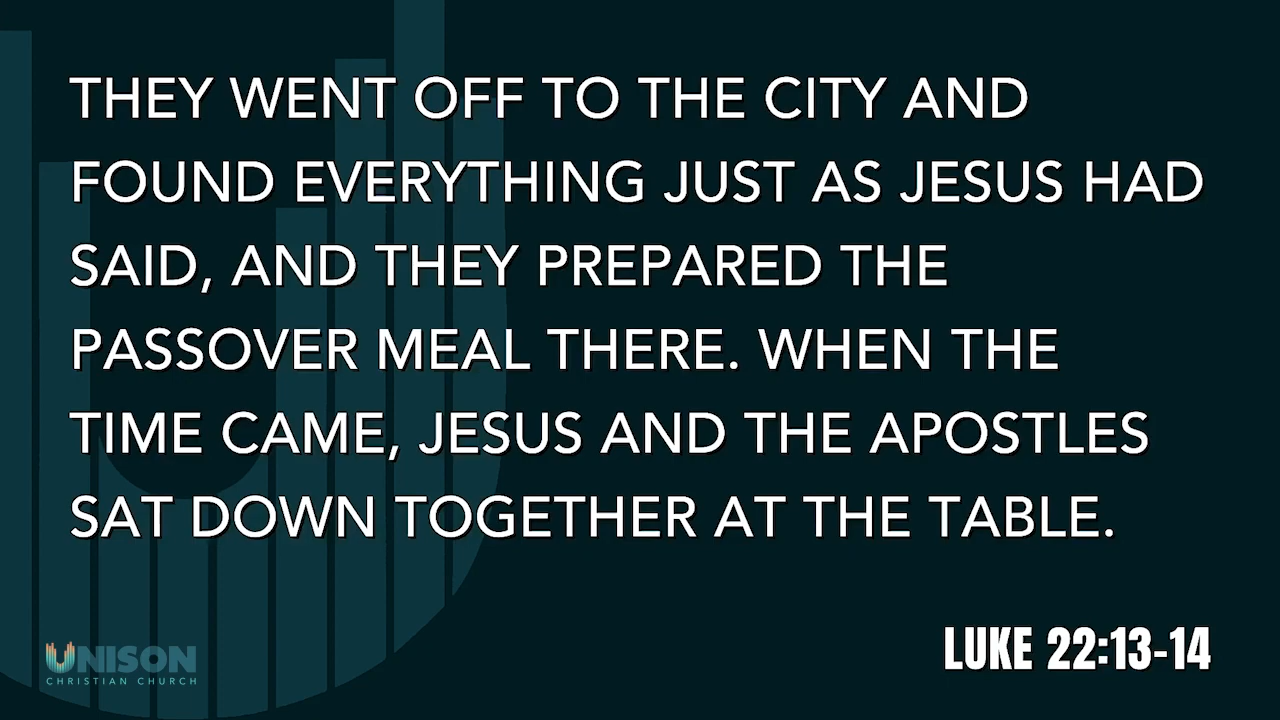 THEY WENT OFF TO THE CITY AND
FOUND EVERYTHING JUST AS JESUS HAD
SAID, AND THEY PREPARED THE
PASSOVER MEAL THERE. WHEN THE
TIME CAME, JESUS AND THE APOSTLES
SAT DOWN TOGETHER AT THE TABLE.
LUKE 22:13-14
UNISON
CHRISTIAN CHURCH